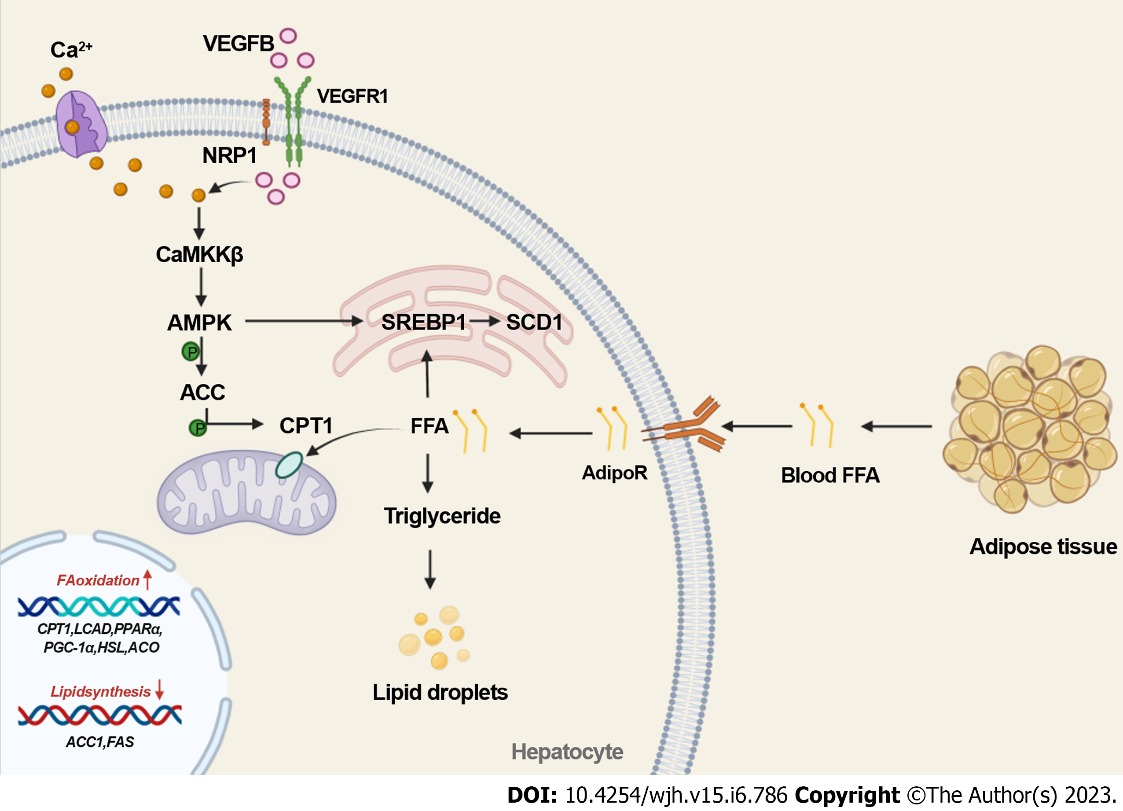 Ca²⁺
VEGFB
VEGFR1
NRP1
CaMKKβ
AMPK
SREBP1
SCD1
P
ACC
P
CPT1
FFA
AdipoR
Blood FFA
Adipose tissue
Triglyceride
Lipid droplets
FAoxidation
CPT1,LCAD,PPARα,
PGC-1α,HSL,ACO
Lipidsynthesis
ACC1,FAS
Hepatocyte
DOI: 10.4254/wjh.v15.i6.786 Copyright ©The Author(s) 2023.